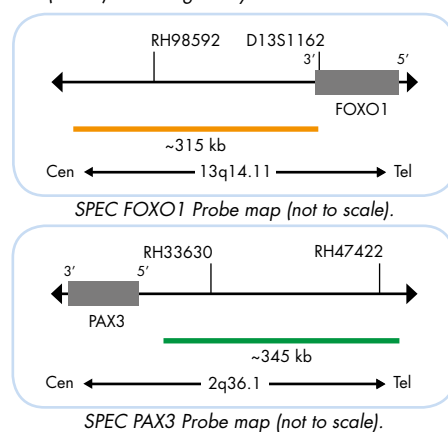 RH98592 D13S1162
3’ 5’
FOXO1
~315 kb
Cen 13q14.11 Tel
SPEC FOXO1 Probe map (not to scale).
RH33630 RH47422
3’ 5’
PAX3
~345 kb
Cen 2q36.1 Tel
SPEC PAX3 Probe map (not to scale).